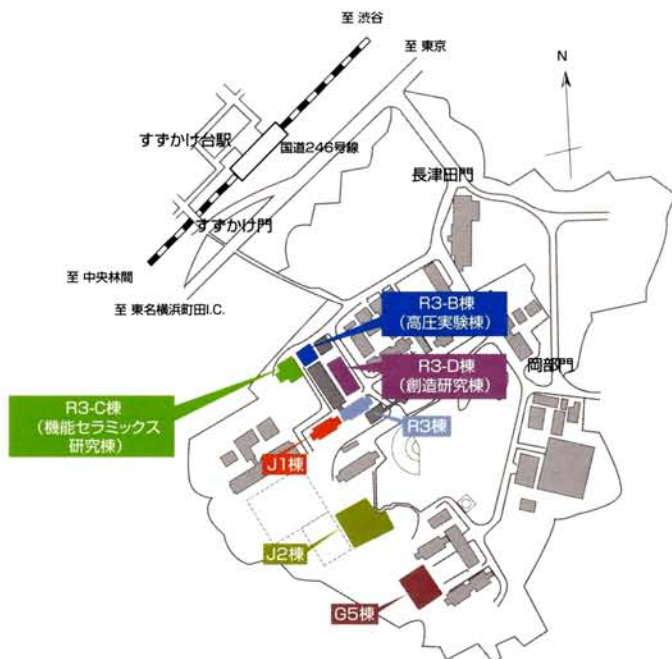 至 渋谷
至 東京
N
すずかけ台駅
国道246号線
長津田門
すずかけ門
至 中央林間
至 東名横浜町田I.C.
R3-B棟
(高圧実験棟)
岡部門
R3-D棟
(創造研究棟)
R3-C棟
(機能セラミックス
研究棟)
R3棟
J1棟
J2棟
G5棟